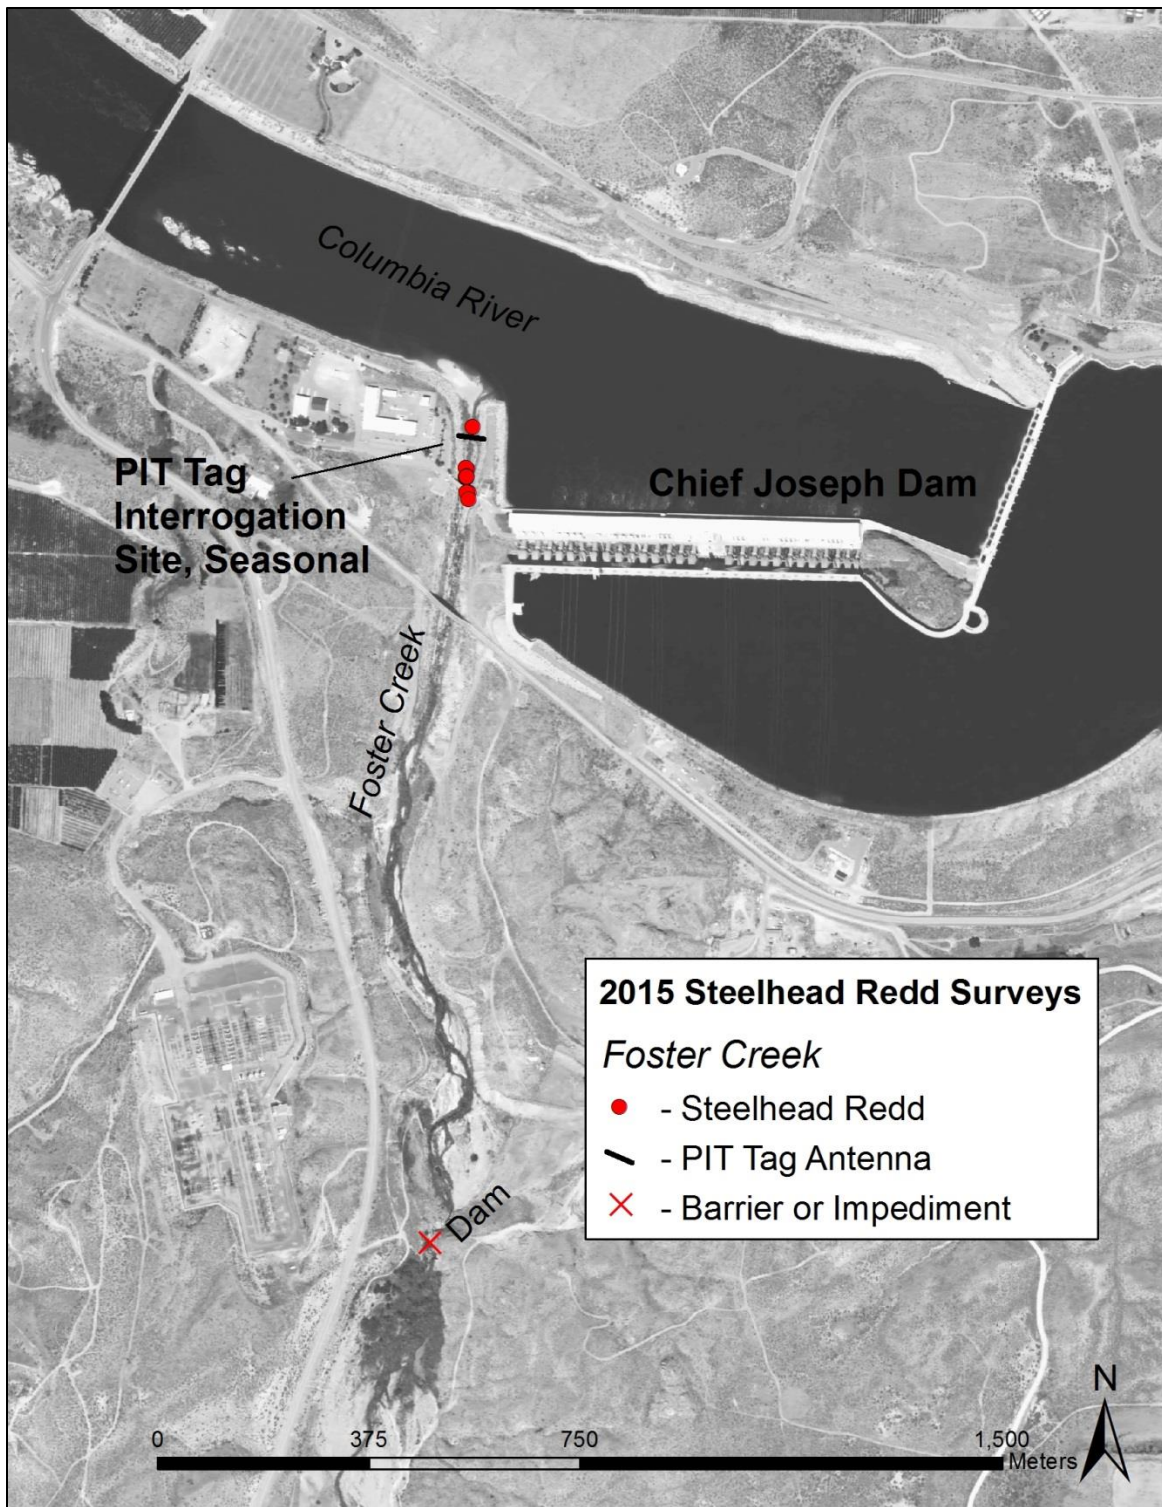 Columbia River
PIT Tag
Interrogation
Site, Seasonal
Chief Joseph Dam
Foster Creek
2015 Steelhead Redd Surveys
Foster Creek
- Steelhead Redd
- PIT Tag Antenna
- Barrier or Impediment
Dam
N
0 375 750 1,500
Meters